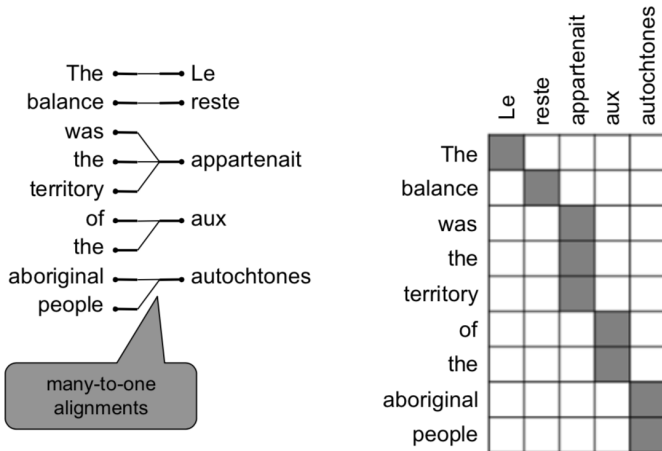 The Le
balance reste
was
the appartenait
territory
of aux
the
aboriginal autochtones
people
many-to-one
alignments
Le
reste
appartenait
aux
autochtones
The
balance
was
the
territory
of
the
aboriginal
people